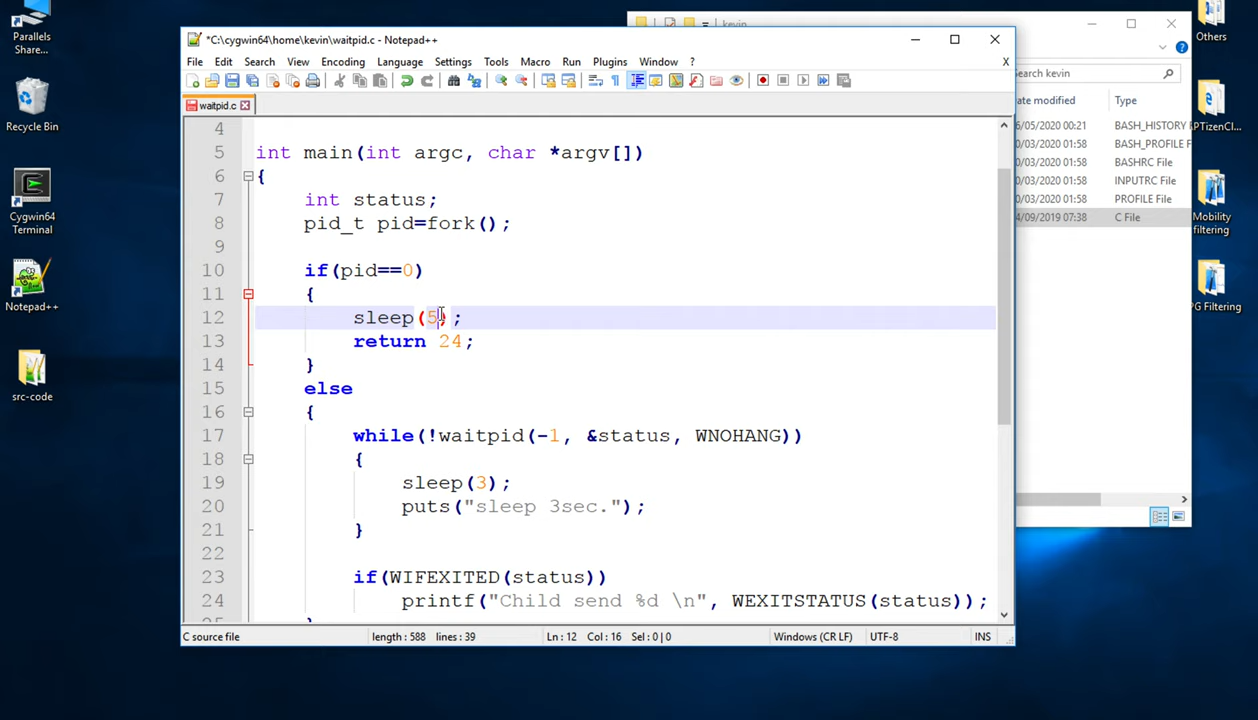 Parallels
Share...
Recycle Bin
Cygwin64
Terminal
Notepad++
src-code
kevin
Search kevin
ate modified
Type
6/05/2020 00:21
BASH_HISTORY F
0/03/2020 01:58
BASH_PROFILE F
0/03/2020 01:58
BASHRC File
0/03/2020 01:58
INPUTRC File
0/03/2020 01:58
PROFILE File
4/09/2019 07:38
C File
Others
PTizenCl...
Mobility
filtering
PG Filtering
*C:\cygwin64\home\kevin\waitpid.c - Notepad++
File Edit Search View Encoding Language Settings Tools Macro Run Plugins Window ? X
waitpid.c
4
5 int main(int argc, char *argv[])
6 {
7 int status;
8 pid_t pid=fork();
9
10 if(pid==0)
11 {
12 sleep(5);
13 return 24;
14 }
15 else
16 {
17 while(!waitpid(-1, &status, WNOHANG))
18 {
19 sleep(3);
20 puts("sleep 3sec.");
21 }
22
23 if(WIFEXITED(status))
24 printf("Child send %d \n", WEXITSTATUS(status));
C source file length : 588 lines : 39 Ln : 12 Col : 16 Sel : 0 | 0 Windows (CR LF) UTF-8 INS